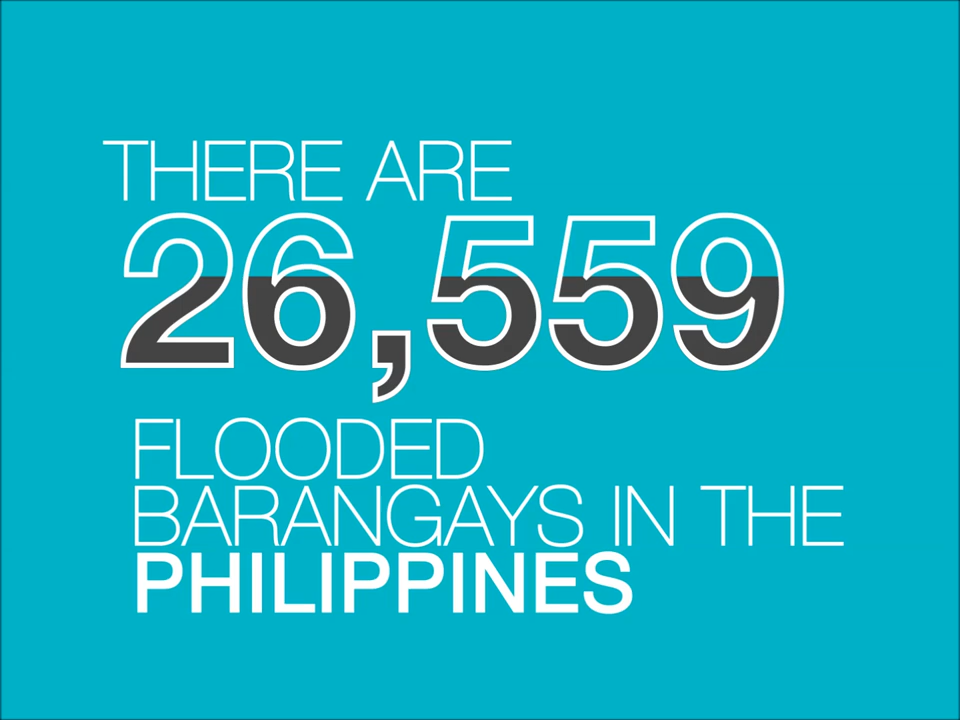 THERE ARE
26,559
FLOODED
BARANGAYS IN THE
PHILIPPINES